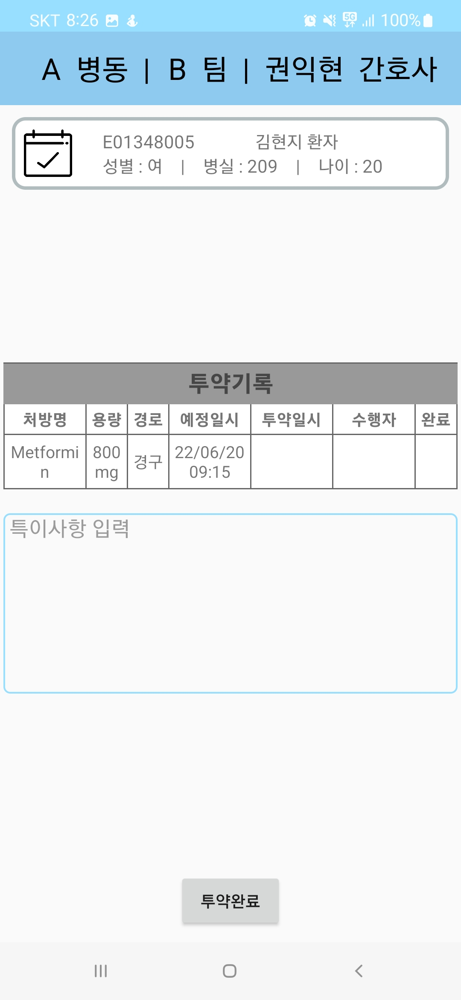 SKT 8:26 5G 100%
A 병동 | B 팀 | 권익현 간호사
E01348005 김현지 환자
성별 : 여 | 병실 : 209 | 나이 : 20
투약기록
처방명 용량 경로 예정일시 투약일시 수행자 완료
Metformi 800 경구 22/06/20
n mg 09:15
특이사항 입력
투약완료